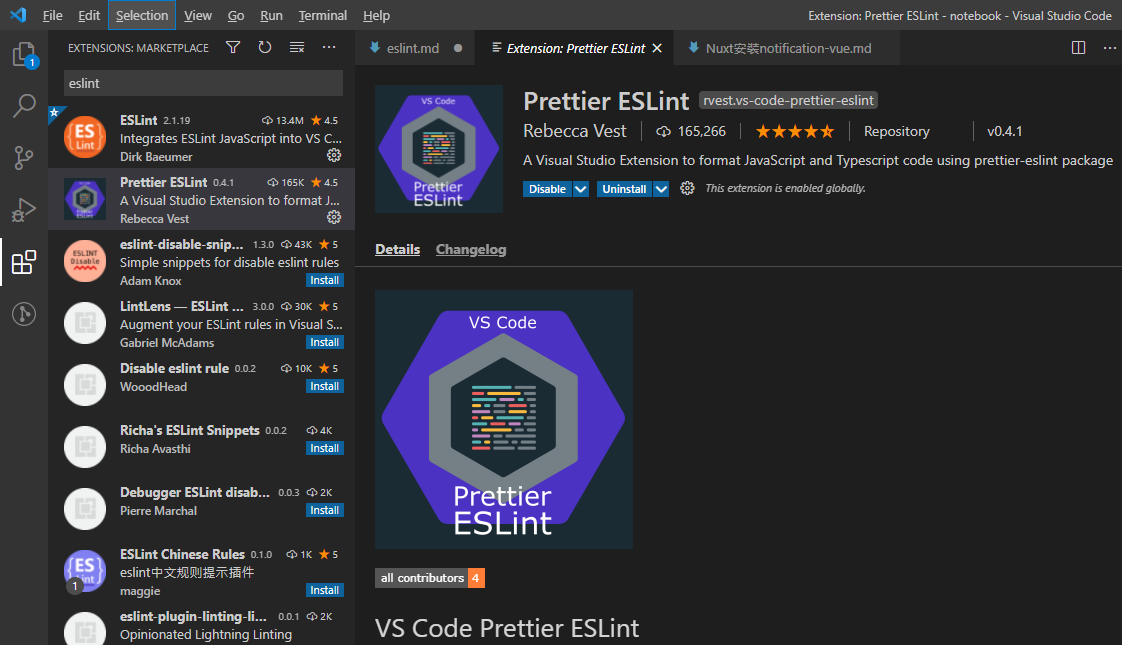 File Edit Selection View Go Run Terminal Help
Extension: Prettier ESLint - notebook - Visual Studio Code
EXTENSIONS: MARKETPLACE
eslint.md
Extension: Prettier ESLint
Nuxt安裝notification-vue.md
1
eslint
ESLint 2.1.19 13.4M 4.5
Integrates ESLint JavaScript into VS C...
Dirk Baeumer
Prettier ESLint 0.4.1 165K 4.5
A Visual Studio Extension to format J...
Rebecca Vest
eslint-disable-snip... 1.3.0 43K 5
Simple snippets for disable eslint rules
Adam Knox Install
LintLens — ESLint ... 3.0.0 30K 5
Augment your ESLint rules in Visual S...
Gabriel McAdams Install
Disable eslint rule 0.0.2 10K 5
WooodHead Install
Richa's ESLint Snippets 0.0.2 4K
Richa Avasthi Install
Debugger ESLint disab... 0.0.3 2K
Pierre Marchal Install
ESLint Chinese Rules 0.1.0 1K 5
eslint中文规则提示插件
maggie Install
eslint-plugin-linting-li... 0.0.1 2K
Opinionated Lightning Linting
{ES
Lint}
VS Code
Prettier
ESLint
ESLINT
Disable
{ES
Lint}
1
VS Code
Prettier
ESLint
Prettier ESLint rvest.vs-code-prettier-eslint
Rebecca Vest 165,266 Repository v0.4.1
A Visual Studio Extension to format JavaScript and Typescript code using prettier-eslint package
Disable Uninstall This extension is enabled globally.
Details Changelog
VS Code
Prettier
ESLint
all contributors 4
VS Code Prettier ESLint